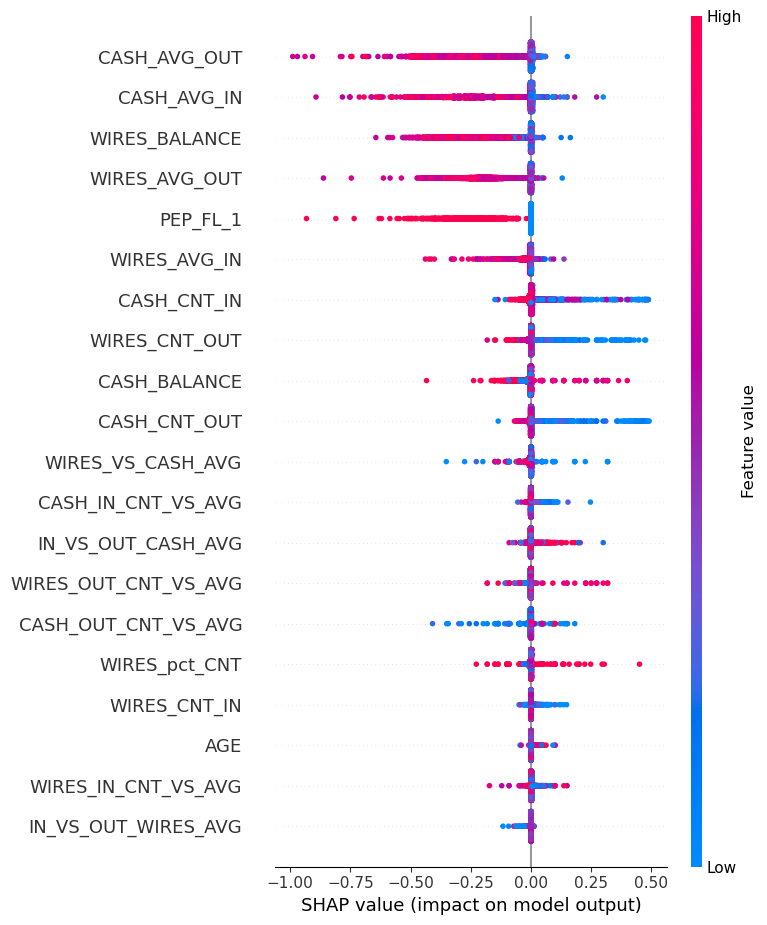 High
CASH_AVG_OUT
CASH_AVG_IN
WIRES_BALANCE
WIRES_AVG_OUT
PEP_FL_1
WIRES_AVG_IN
CASH_CNT_IN
WIRES_CNT_OUT
CASH_BALANCE
CASH_CNT_OUT
WIRES_VS_CASH_AVG
CASH_IN_CNT_VS_AVG
IN_VS_OUT_CASH_AVG
WIRES_OUT_CNT_VS_AVG
CASH_OUT_CNT_VS_AVG
WIRES_pct_CNT
WIRES_CNT_IN
AGE
WIRES_IN_CNT_VS_AVG
IN_VS_OUT_WIRES_AVG
Feature value
Low
−1.00 −0.75 −0.50 −0.25 0.00 0.25 0.50
SHAP value (impact on model output)